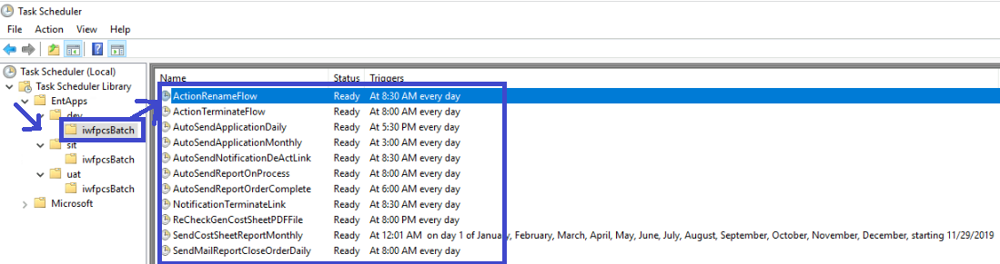 Task Scheduler
File Action View Help
Task Scheduler (Local)
Task Scheduler Library
EntApps
dev
iwfpcsBatch
sit
iwfpcsBatch
uat
iwfpcsBatch
Microsoft
Name Status Triggers
ActionRenameFlow Ready At 8:30 AM every day
ActionTerminateFlow Ready At 8:00 AM every day
AutoSendApplicationDaily Ready At 5:30 PM every day
AutoSendApplicationMonthly Ready At 3:00 AM every day
AutoSendNotificationDeActLink Ready At 8:30 AM every day
AutoSendReportOnProcess Ready At 8:00 AM every day
AutoSendReportOrderComplete Ready At 6:00 AM every day
NotificationTerminateLink Ready At 8:30 AM every day
ReCheckGenCostSheetPDFFile Ready At 8:00 PM every day
SendCostSheetReportMonthly Ready At 12:01 AM on day 1 of January, February, March, April, May, June, July, August, September, October, November, December, starting 11/29/2019
SendMailReportCloseOrderDaily Ready At 8:00 AM every day